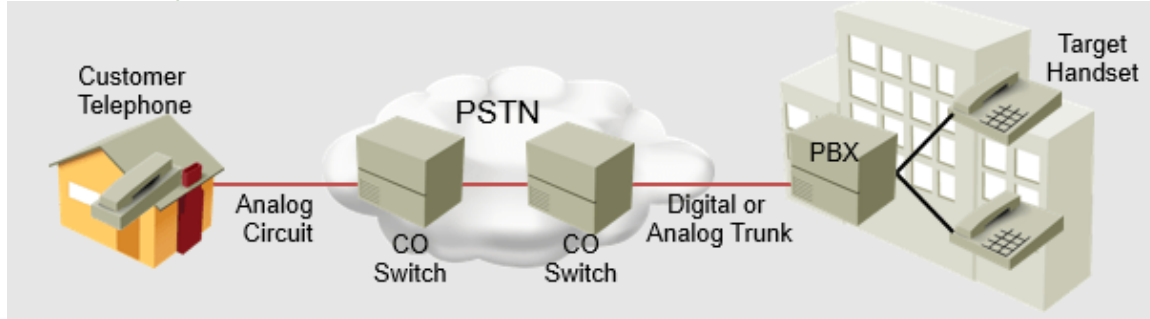 Customer
Telephone
Analog
Circuit
PSTN
CO
Switch
CO
Switch
Digital or
Analog Trunk
PBX
Target
Handset